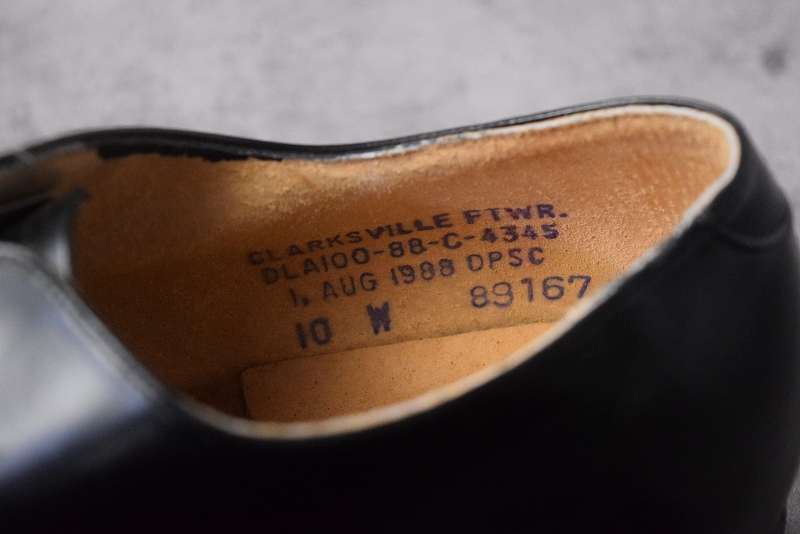 CLARKSVILLE FTWR.
DLA100-88-C-4345
1, AUG 1988 DPSC
10 W 89167